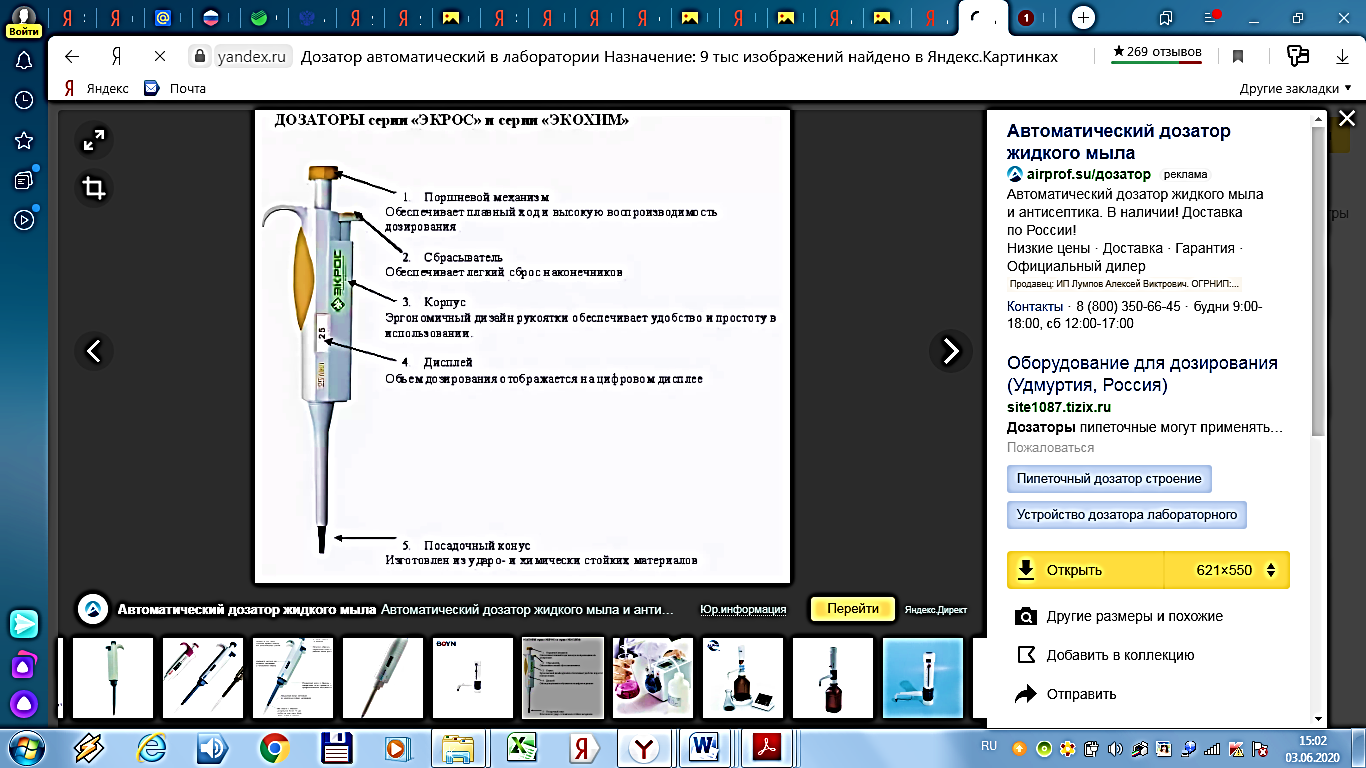 Войти
1
yandex.ru
Дозатор автоматический в лаборатории Назначение: 9 тыс изображений найдено в Яндекс.Картинках
★ 269 отзывов
Яндекс
Почта
Другие закладки
ДОЗАТОРЫ серии «ЭКРОС» и серии «ЭКОХИМ»
1. Поршневой механизм
Обеспечивает плавный ход и высокую воспроизводимость
дозирования
2. Сбрасыватель
Обеспечивает легкий сброс наконечников
3. Корпус
Эргономичный дизайн рукоятки обеспечивает удобство и простоту в
использовании.
4 Дисплей
Объем дозирования отображается на цифровом дисплее
5. Посадочный конус
Изготовлен из ударо- и химически стойких материалов
ЭКРОС
25
Автоматический дозатор
жидкого мыла
airprof.su/дозатор реклама
Автоматический дозатор жидкого мыла
и антисептика. В наличии! Доставка
по России!
Низкие цены · Доставка · Гарантия ·
Официальный дилер
Продавец: ИП Лумпов Алексей Викторович. ОГРНИП:...
Контакты · 8 (800) 350-66-45 · будни 9:00-
18:00, сб 12:00-17:00
Оборудование для дозирования
(Удмуртия, Россия)
site1087.tizix.ru
Дозаторы пипеточные могут применять...
Пожаловаться
Пипеточный дозатор строение
Устройство дозатора лабораторного
Открыть 621×550
Другие размеры и похожие
Добавить в коллекцию
Отправить
Автоматический дозатор жидкого мыла Автоматический дозатор жидкого мыла и анти...
Юр.информация
Перейти
Яндекс.Директ
BOYN
RU
15:02
03.06.2020